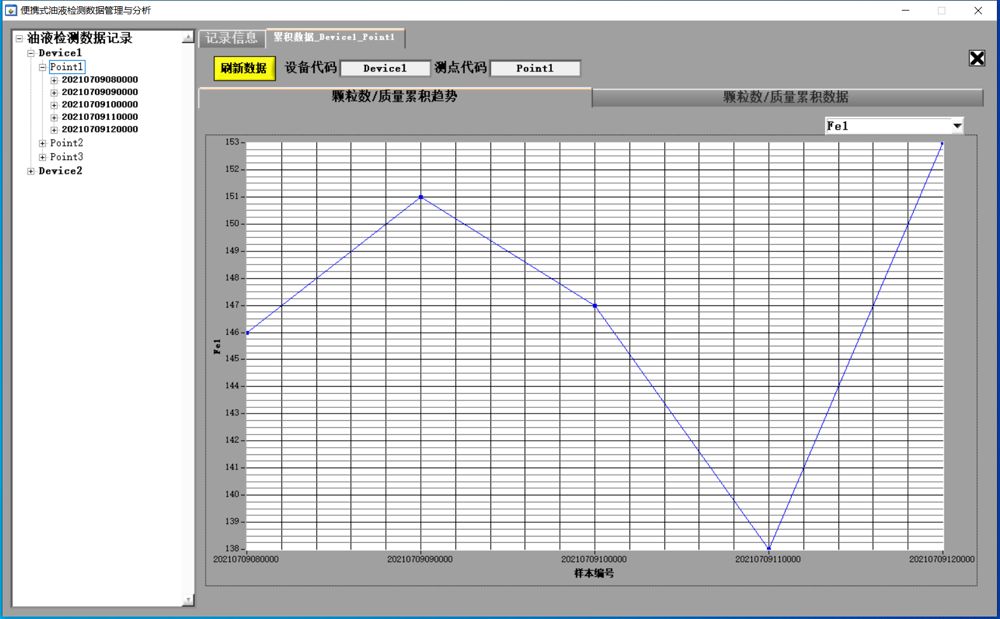 便携式油液检测数据管理与分析
油液检测数据记录
Device1
Point1
20210709080000
20210709090000
20210709100000
20210709110000
20210709120000
Point2
Point3
Device2
记录信息
累积数据_Device1_Point1
刷新数据
设备代码
Device1
测点代码
Point1
颗粒数/质量累积趋势
颗粒数/质量累积数据
Fe1
153
152
151
150
149
148
147
146
145
144
143
142
141
140
139
138
Fe1
20210709080000
20210709090000
20210709100000
20210709110000
20210709120000
样本编号